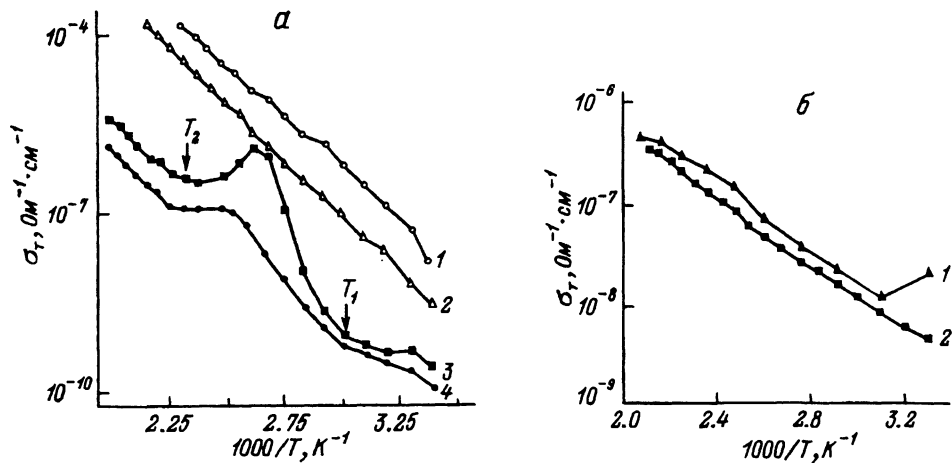 а
10⁻⁴
10⁻⁷
10⁻¹⁰
σ_T, Ом⁻¹·см⁻¹
T₂
T₁
1
2
3
4
2.25
2.75
3.25
1000/T, K⁻¹
б
10⁻⁶
10⁻⁷
10⁻⁸
10⁻⁹
σ_T, Ом⁻¹·см⁻¹
1
2
2.0
2.4
2.8
3.2
1000/T, K⁻¹